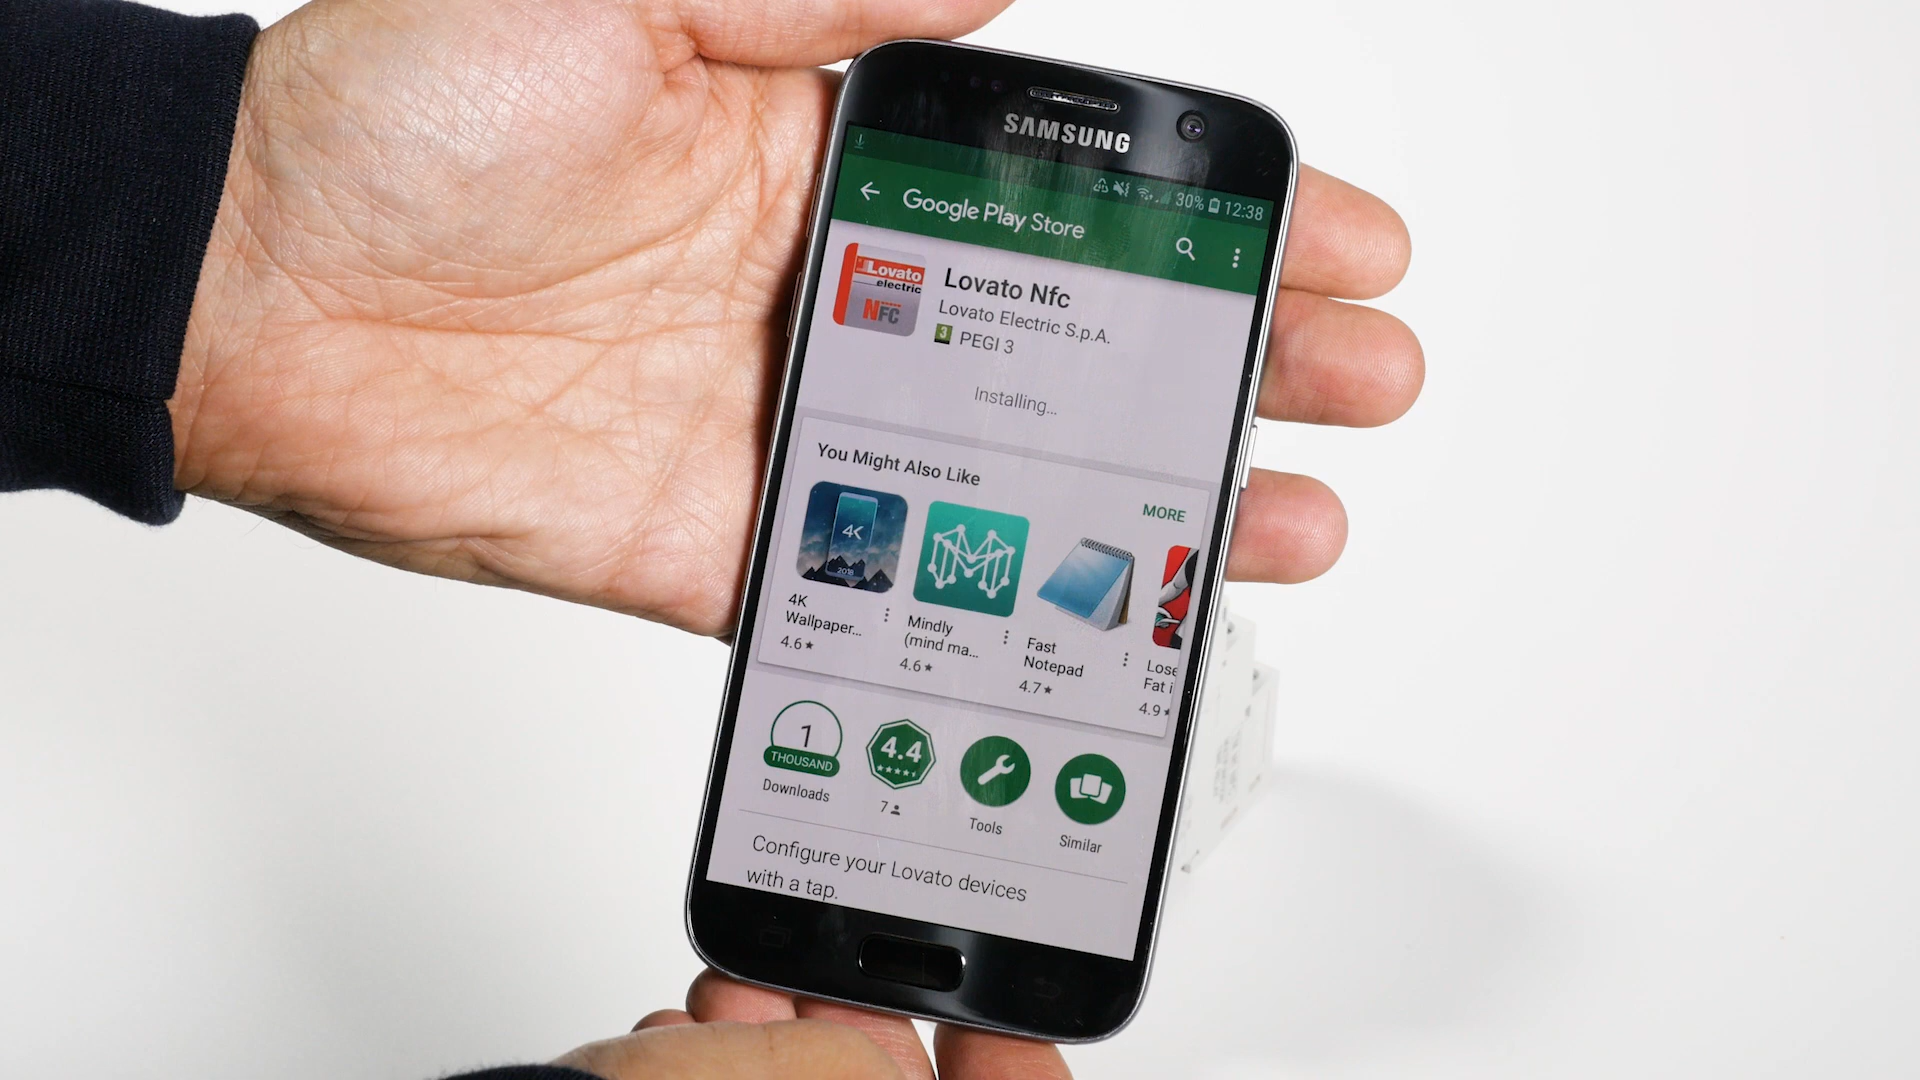 SAMSUNG
30% 12:38
Google Play Store
Lovato
electric
NFC
Lovato Nfc
Lovato Electric S.p.A.
3 PEGI 3
Installing...
You Might Also Like
MORE
4K
2018
4K
Wallpaper...
4.6★
Mindly
(mind ma...
4.6★
Fast
Notepad
4.7★
Lose
Fat i
4.9★
1
THOUSAND
Downloads
4.4
7
Tools
Similar
Configure your Lovato devices
with a tap.